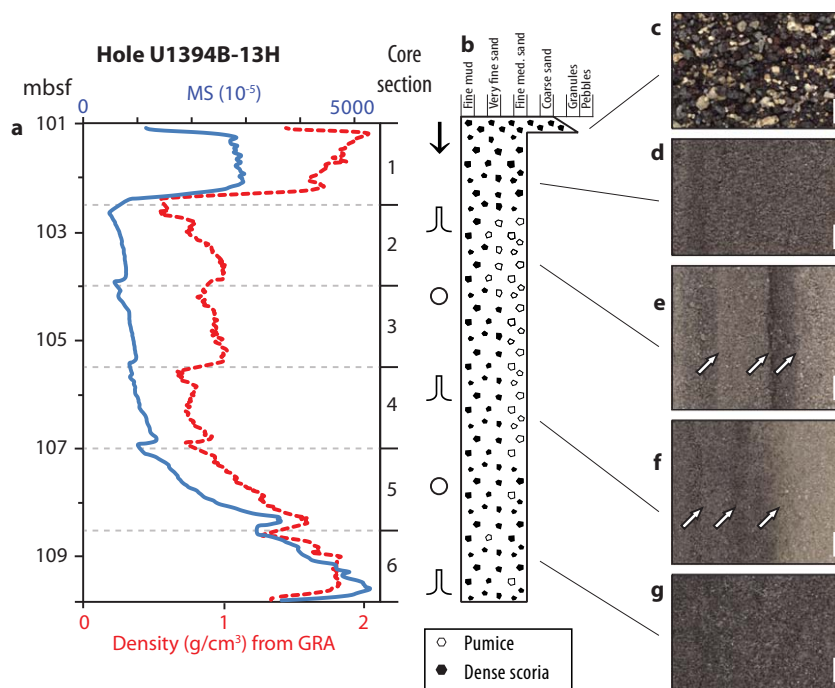 Hole U1394B-13H
Core
section
mbsf
0
5000
MS (10-5)
a
101
103
105
107
109
1
2
3
4
5
6
0
1
2
Density (g/cm3) from GRA
b
Fine mud
Very fine sand
Fine med. sand
Coarse sand
Granules
Pebbles
Pumice
Dense scoria
c
d
e
f
g